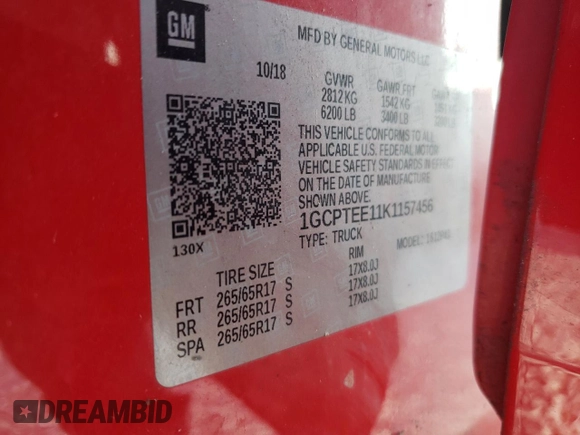 GM
MFD BY GENERAL MOTORS LLC
10/18
GVWR
2812 KG
6200 LB
GAWR FRT
1542 KG
3400 LB
THIS VEHICLE CONFORMS TO ALL
APPLICABLE U.S. FEDERAL MOTOR
VEHICLE SAFETY STANDARDS IN EFFECT
ON THE DATE OF MANUFACTURE
SHOWN ABOVE.
1GCPTEE11K1157456
TYPE: TRUCK
MODEL:
130X
TIRE SIZE
RIM
FRT 265/65R17 S 17X8.0J
RR 265/65R17 S 17X8.0J
SPA 265/65R17 S 17X8.0J
DREAMBID